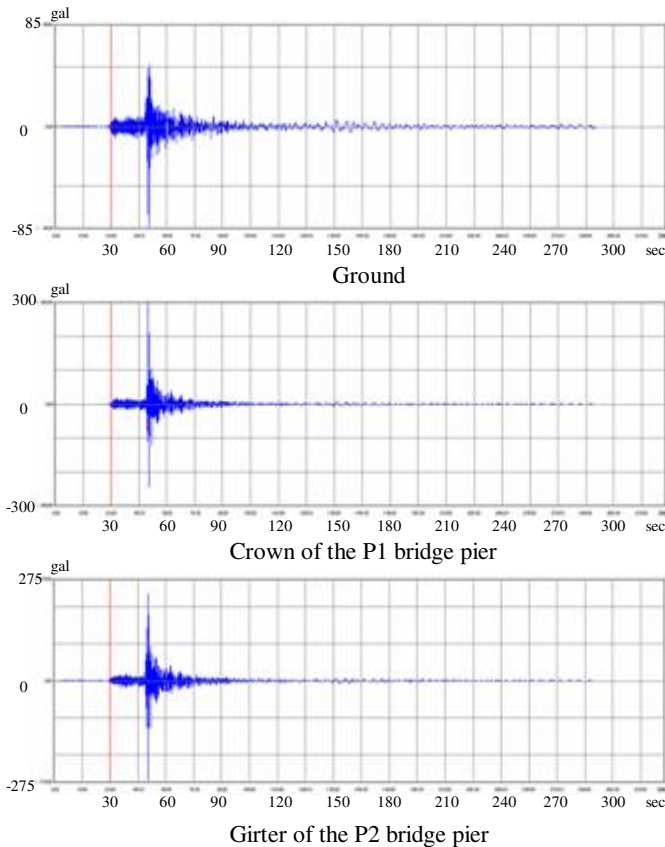 85 gal
0
-85
30 60 90 120 150 180 210 240 270 300 sec
Ground
gal
300
0
-300
30 60 90 120 150 180 210 240 270 300 sec
Crown of the P1 bridge pier
275 gal
0
-275
30 60 90 120 150 180 210 240 270 300 sec
Girter of the P2 bridge pier